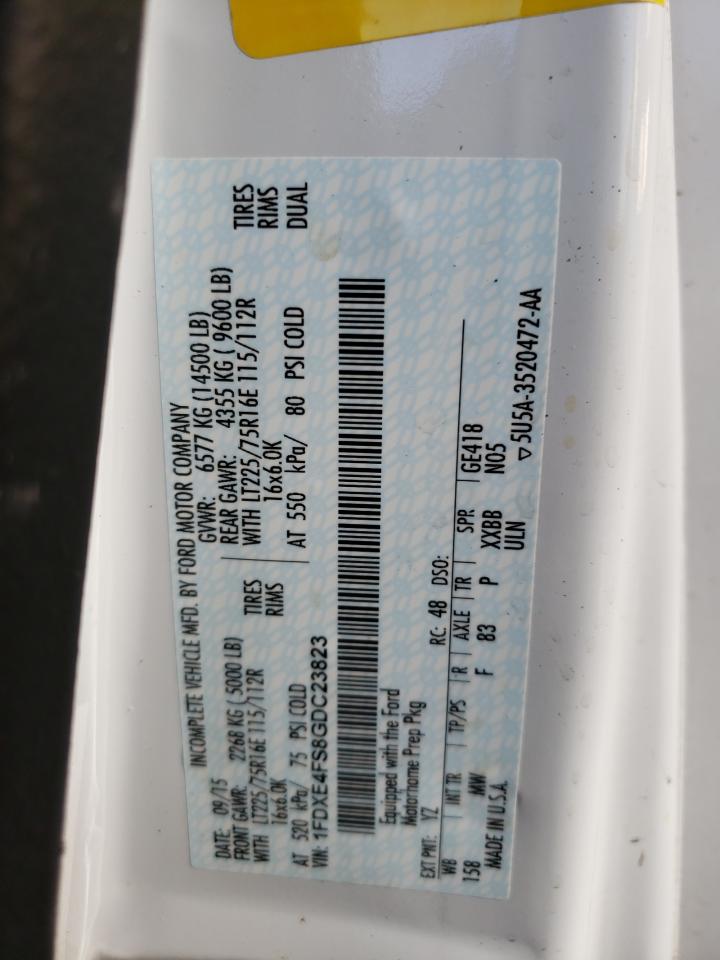 INCOMPLETE VEHICLE MFD. BY FORD MOTOR COMPANY
DATE: 09/15 GVWR: 6577 KG (14500 LB)
FRONT GAWR: 2268 KG (5000 LB) REAR GAWR: 4355 KG ( 9600 LB)
WITH LT225/75R16E 115/112R TIRES WITH LT225/75R16E 115/112R TIRES
16x6.0K RIMS 16x6.0K RIMS
AT 520 kPa/ 75 PSI COLD AT 550 kPa/ 80 PSI COLD DUAL
VIN: 1FDXE4FS8GDC23823
Equipped with the Ford
Motorhome Prep Pkg
EXT PNT: YZ RC: 48 DSO:
WB INT TR TP/PS R AXLE TR SPR GE418
158 MW F 83 P XXBB N05
MADE IN U.S.A. ULN
▽5U5A-3520472-AA